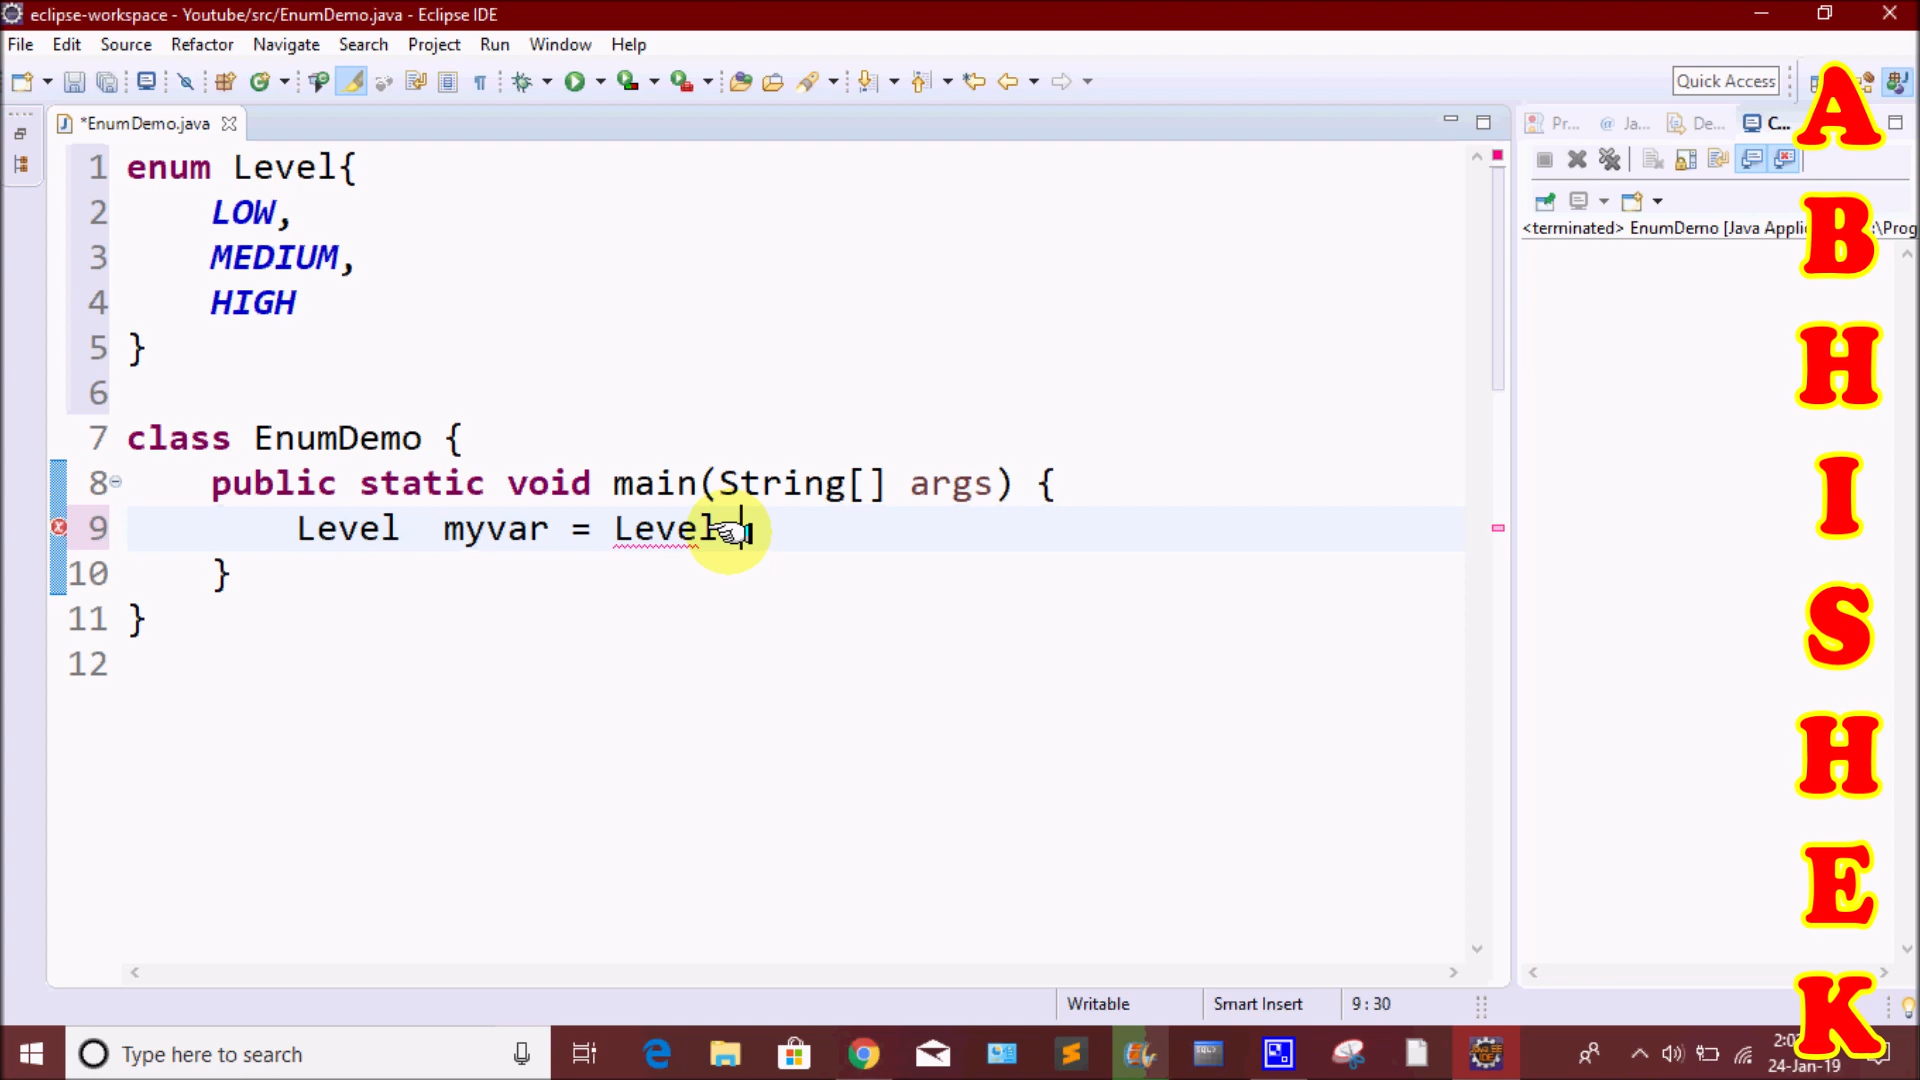 eclipse-workspace - Youtube/src/EnumDemo.java - Eclipse IDE
File Edit Source Refactor Navigate Search Project Run Window Help
Quick Access
*EnumDemo.java
Pr... @ Ja... De... C...
<terminated> EnumDemo [Java Appli
1 enum Level{
2 LOW,
3 MEDIUM,
4 HIGH
5 }
6
7 class EnumDemo {
8 public static void main(String[] args) {
9 Level myvar = Level
10 }
11 }
12
A
B
H
I
S
H
E
K
Writable Smart Insert 9 : 30
Type here to search
24-Jan-19